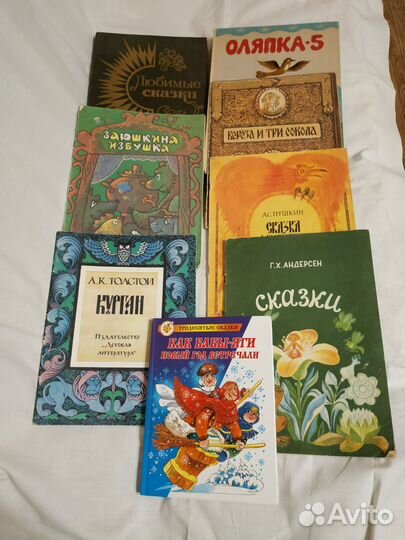 Любимые
сказки
ОЛЯПКА-5
ЗАЮШКИНА
ИЗБУШКА
И ТРИ СОКОЛА
А.С. ПУШКИН
СКАЗКА
А.К. ТОЛСТОЙ
КУРГАН
Издательство
„Детская
литература"
Г.Х. АНДЕРСЕН
Сказки
ТРИДЕВЯТЫЕ СКАЗКИ
КАК БАБЫ-ЯГИ
НОВЫЙ ГОД ВСТРЕЧАЛИ
Avito